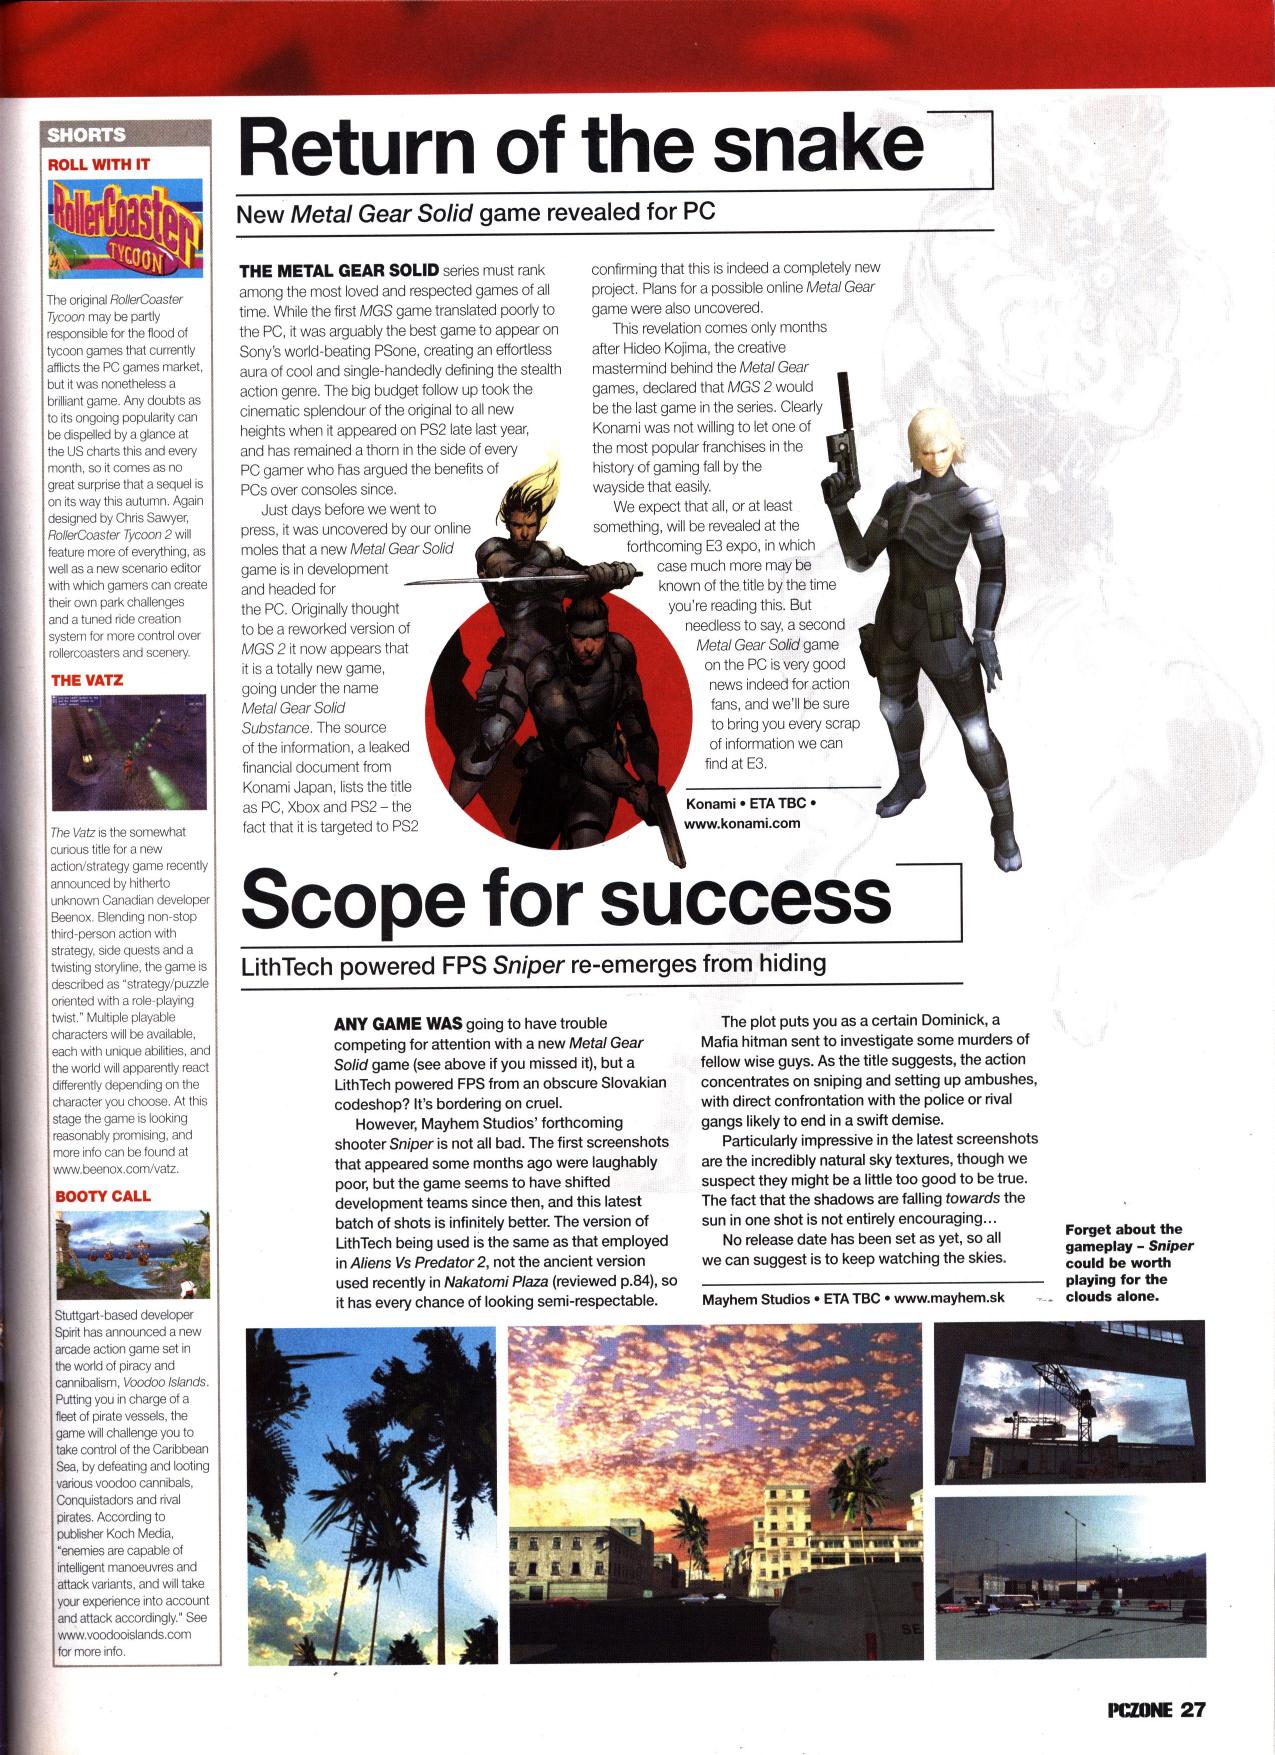 SHORTS
ROLL WITH IT
RollerCoaster
TYCOON
The original RollerCoaster
Tycoon may be partly
responsible for the flood of
tycoon games that currently
afflicts the PC games market,
but it was nonetheless a
brilliant game. Any doubts as
to its ongoing popularity can
be dispelled by a glance at
the US charts this and every
month, so it comes as no
great surprise that a sequel is
on its way this autumn. Again
designed by Chris Sawyer,
RollerCoaster Tycoon 2 will
feature more of everything, as
well as a new scenario editor
with which gamers can create
their own park challenges
and a tuned ride creation
system for more control over
rollercoasters and scenery.
THE VATZ
The Vatz is the somewhat
curious title for a new
action/strategy game recently
announced by hitherto
unknown Canadian developer
Beenox. Blending non-stop
third-person action with
strategy, side quests and a
twisting storyline, the game is
described as "strategy/puzzle
oriented with a role-playing
twist." Multiple playable
characters will be available,
each with unique abilities, and
the world will apparently react
differently depending on the
character you choose. At this
stage the game is looking
reasonably promising, and
more info can be found at
www.beenox.com/vatz.
BOOTY CALL
Stuttgart-based developer
Spirit has announced a new
arcade action game set in
the world of piracy and
cannibalism, Voodoo Islands.
Putting you in charge of a
fleet of pirate vessels, the
game will challenge you to
take control of the Caribbean
Sea, by defeating and looting
various voodoo cannibals,
Conquistadors and rival
pirates. According to
publisher Koch Media,
"enemies are capable of
intelligent manoeuvres and
attack variants, and will take
your experience into account
and attack accordingly." See
www.voodooislands.com
for more info.
Return of the snake
New Metal Gear Solid game revealed for PC
THE METAL GEAR SOLID series must rank
among the most loved and respected games of all
time. While the first MGS game translated poorly to
the PC, it was arguably the best game to appear on
Sony's world-beating PSone, creating an effortless
aura of cool and single-handedly defining the stealth
action genre. The big budget follow up took the
cinematic splendour of the original to all new
heights when it appeared on PS2 late last year,
and has remained a thorn in the side of every
PC gamer who has argued the benefits of
PCs over consoles since.
Just days before we went to
press, it was uncovered by our online
moles that a new Metal Gear Solid
game is in development
and headed for
the PC. Originally thought
to be a reworked version of
MGS 2 it now appears that
it is a totally new game,
going under the name
Metal Gear Solid
Substance. The source
of the information, a leaked
financial document from
Konami Japan, lists the title
as PC, Xbox and PS2 – the
fact that it is targeted to PS2
confirming that this is indeed a completely new
project. Plans for a possible online Metal Gear
game were also uncovered.
This revelation comes only months
after Hideo Kojima, the creative
mastermind behind the Metal Gear
games, declared that MGS 2 would
be the last game in the series. Clearly
Konami was not willing to let one of
the most popular franchises in the
history of gaming fall by the
wayside that easily.
We expect that all, or at least
something, will be revealed at the
forthcoming E3 expo, in which
case much more may be
known of the title by the time
you're reading this. But
needless to say, a second
Metal Gear Solid game
on the PC is very good
news indeed for action
fans, and we'll be sure
to bring you every scrap
of information we can
find at E3.
Konami • ETA TBC •
www.konami.com
Scope for success
LithTech powered FPS Sniper re-emerges from hiding
ANY GAME WAS going to have trouble
competing for attention with a new Metal Gear
Solid game (see above if you missed it), but a
LithTech powered FPS from an obscure Slovakian
codeshop? It's bordering on cruel.
However, Mayhem Studios' forthcoming
shooter Sniper is not all bad. The first screenshots
that appeared some months ago were laughably
poor, but the game seems to have shifted
development teams since then, and this latest
batch of shots is infinitely better. The version of
LithTech being used is the same as that employed
in Aliens Vs Predator 2, not the ancient version
used recently in Nakatomi Plaza (reviewed p.84), so
it has every chance of looking semi-respectable.
The plot puts you as a certain Dominick, a
Mafia hitman sent to investigate some murders of
fellow wise guys. As the title suggests, the action
concentrates on sniping and setting up ambushes,
with direct confrontation with the police or rival
gangs likely to end in a swift demise.
Particularly impressive in the latest screenshots
are the incredibly natural sky textures, though we
suspect they might be a little too good to be true.
The fact that the shadows are falling towards the
sun in one shot is not entirely encouraging...
No release date has been set as yet, so all
we can suggest is to keep watching the skies.
Mayhem Studios • ETA TBC • www.mayhem.sk
Forget about the
gameplay – Sniper
could be worth
playing for the
clouds alone.
SE
PCZONE 27